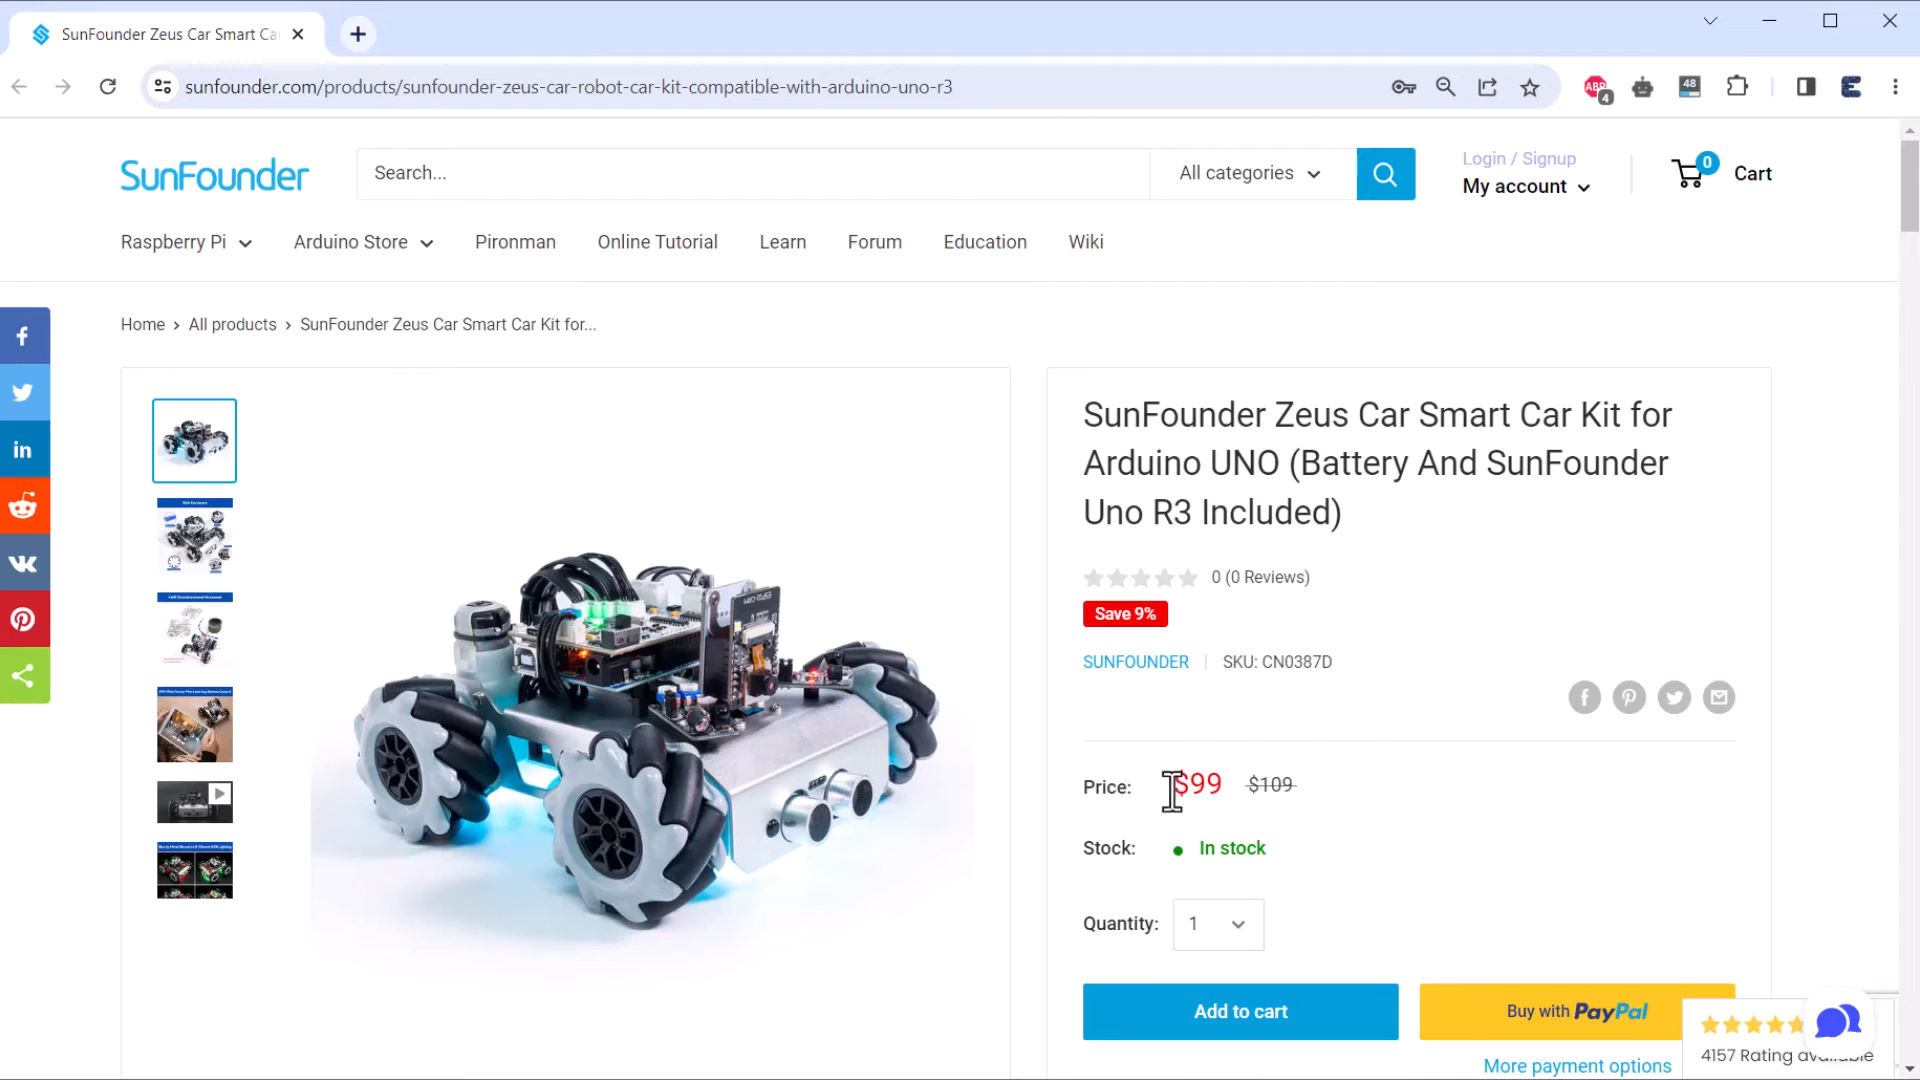 SunFounder Zeus Car Smart Ca
sunfounder.com/products/sunfounder-zeus-car-robot-car-kit-compatible-with-arduino-uno-r3
ABP
4
48
SunFounder
Search...
All categories
Login / Signup
My account
0
Cart
Raspberry Pi
Arduino Store
Pironman
Online Tutorial
Learn
Forum
Education
Wiki
Home › All products › SunFounder Zeus Car Smart Car Kit for...
SunFounder Zeus Car Smart Car Kit for
Arduino UNO (Battery And SunFounder
Uno R3 Included)
0 (0 Reviews)
Save 9%
SUNFOUNDER
SKU: CN0387D
Price:
$99
$109
Stock:
In stock
Quantity:
1
Add to cart
Buy with PayPal
More payment options
4157 Rating available